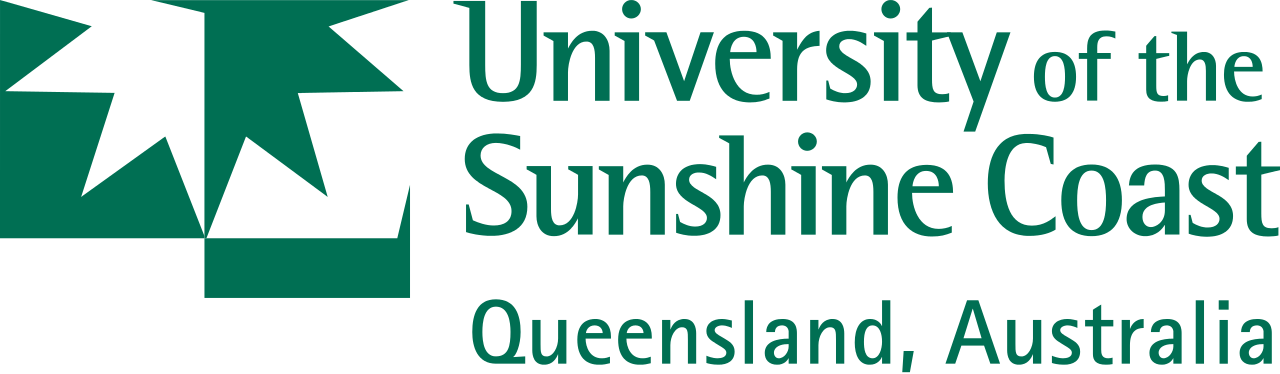 University of the
Sunshine Coast
Queensland, Australia